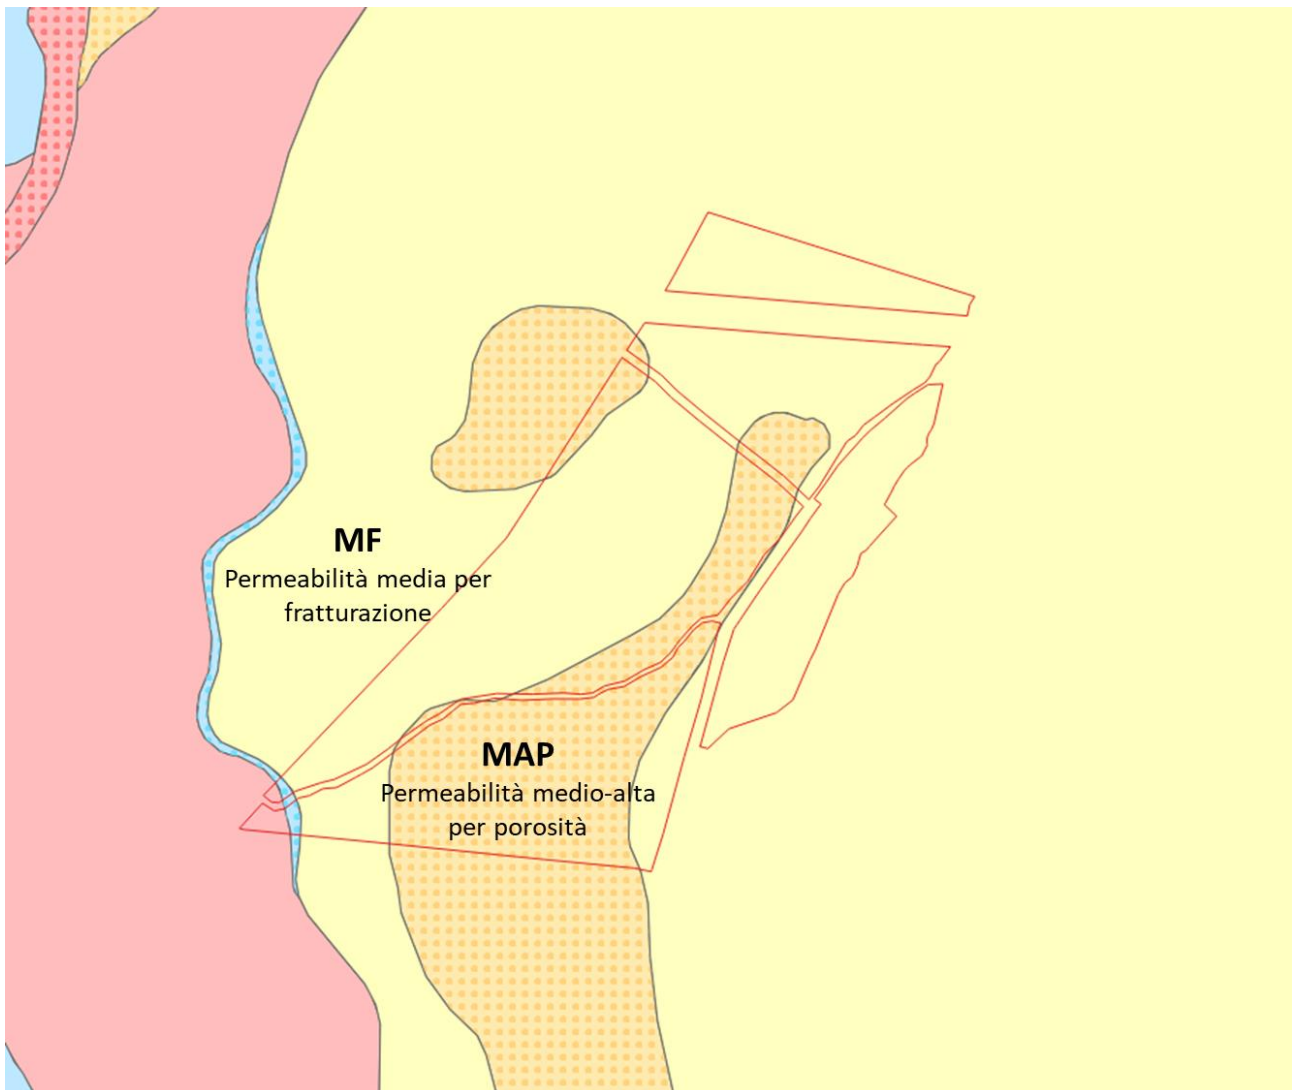 MF
Permeabilità media per
fratturazione
MAP
Permeabilità medio-alta
per porosità